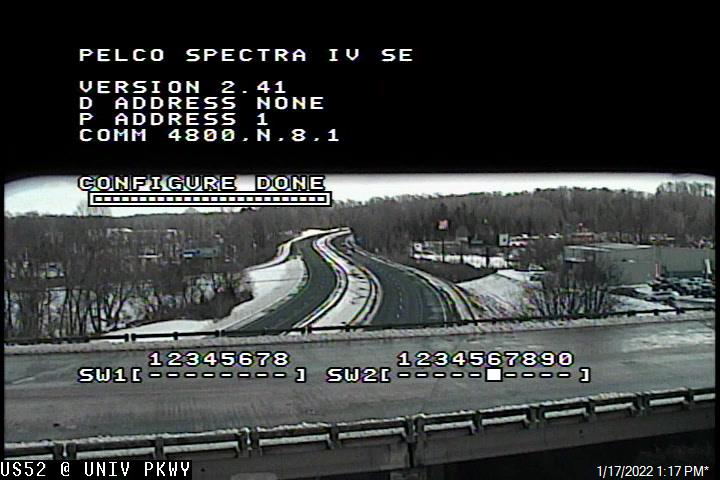 PELCO SPECTRA IV SE
VERSION 2.41
D ADDRESS NONE
P ADDRESS 1
COMM 4800,N,8,1
CONFIGURE DONE
12345678 1234567890
SW1[--------] SW2[-----■----]
US52 @ UNIV PKWY
1/17/2022 1:17 PM*